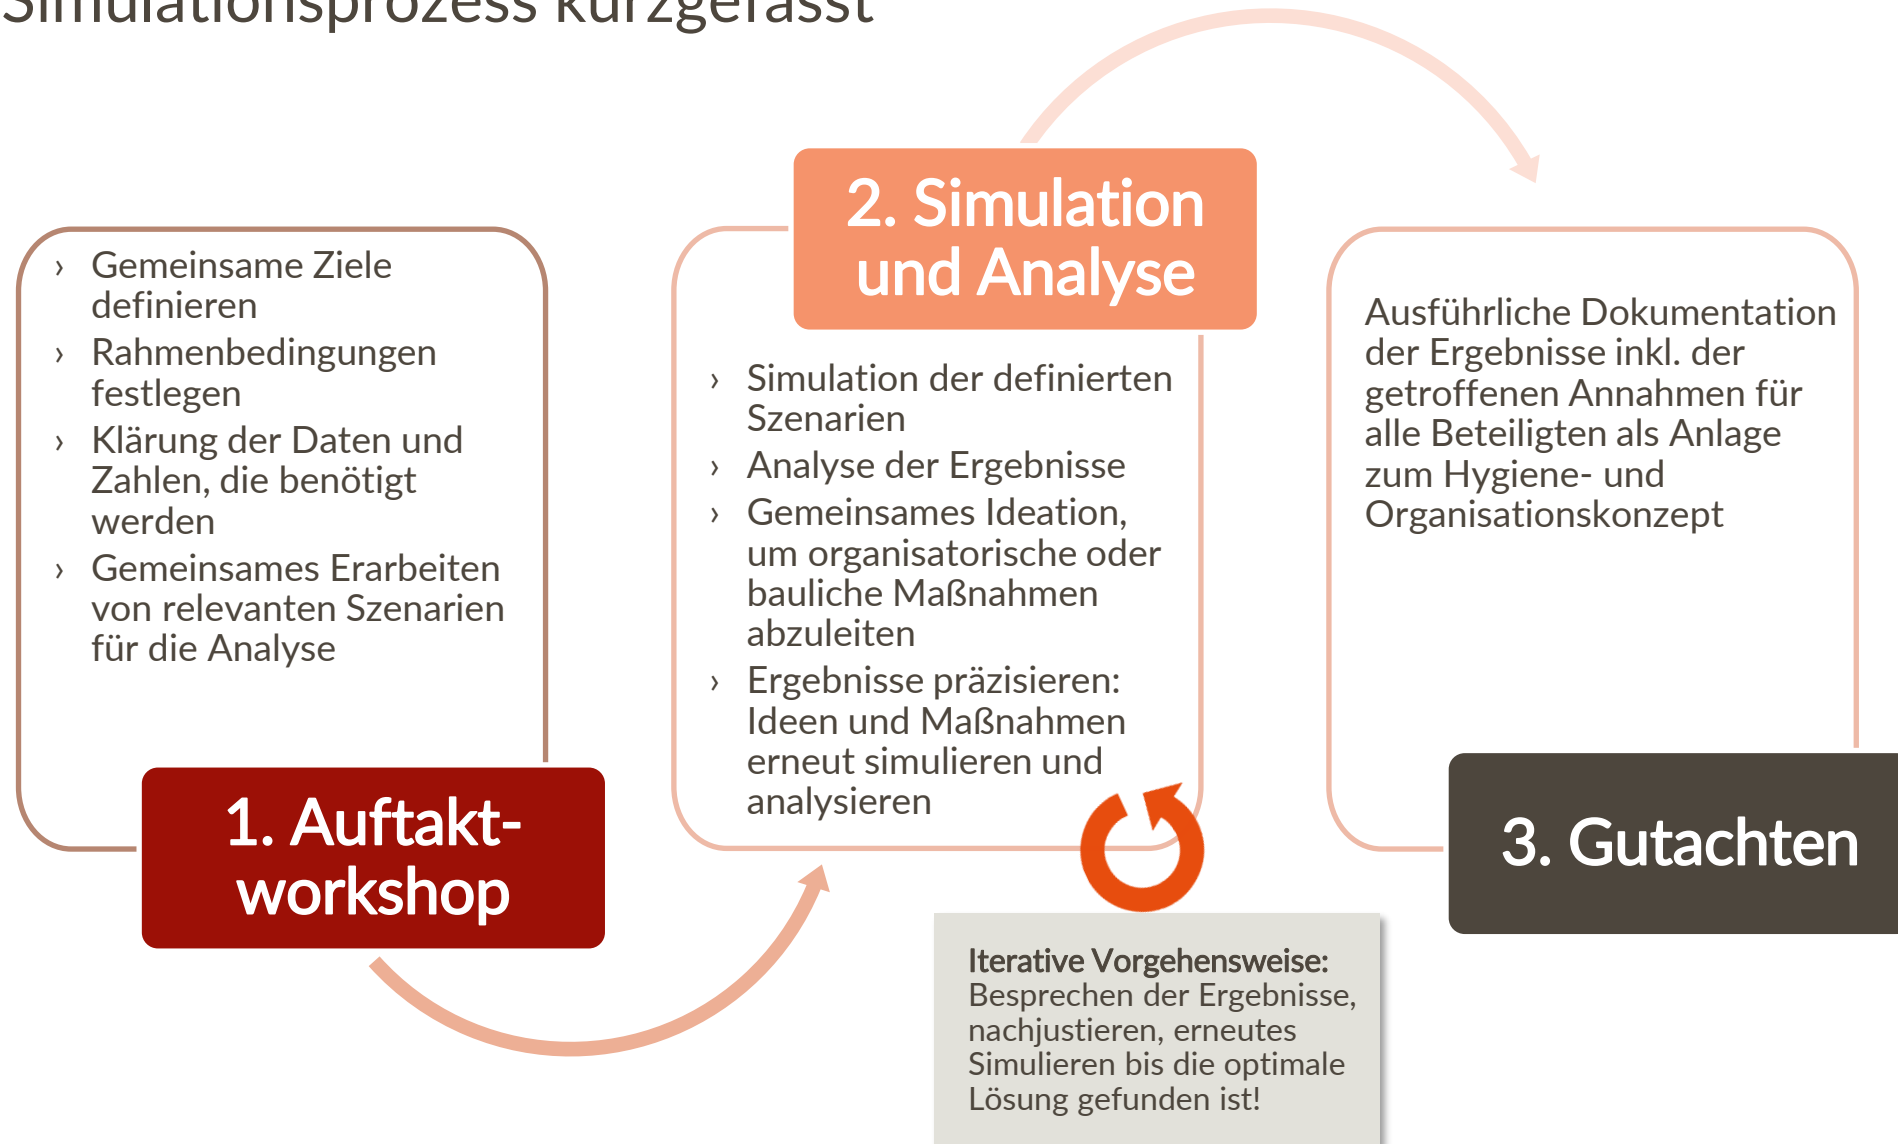 Simulationsprozess kurzgefasst
› Gemeinsame Ziele
definieren
› Rahmenbedingungen
festlegen
› Klärung der Daten und
Zahlen, die benötigt
werden
› Gemeinsames Erarbeiten
von relevanten Szenarien
für die Analyse
1. Auftakt-
workshop
2. Simulation
und Analyse
› Simulation der definierten
Szenarien
› Analyse der Ergebnisse
› Gemeinsames Ideation,
um organisatorische oder
bauliche Maßnahmen
abzuleiten
› Ergebnisse präzisieren:
Ideen und Maßnahmen
erneut simulieren und
analysieren
Iterative Vorgehensweise:
Besprechen der Ergebnisse,
nachjustieren, erneutes
Simulieren bis die optimale
Lösung gefunden ist!
Ausführliche Dokumentation
der Ergebnisse inkl. der
getroffenen Annahmen für
alle Beteiligten als Anlage
zum Hygiene- und
Organisationskonzept
3. Gutachten